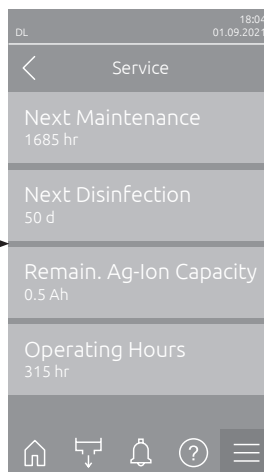 18:04
DL 01.09.2021
Service
Next Maintenance
1685 hr
Next Disinfection
50 d
Remain. Ag-Ion Capacity
0.5 Ah
Operating Hours
315 hr
?